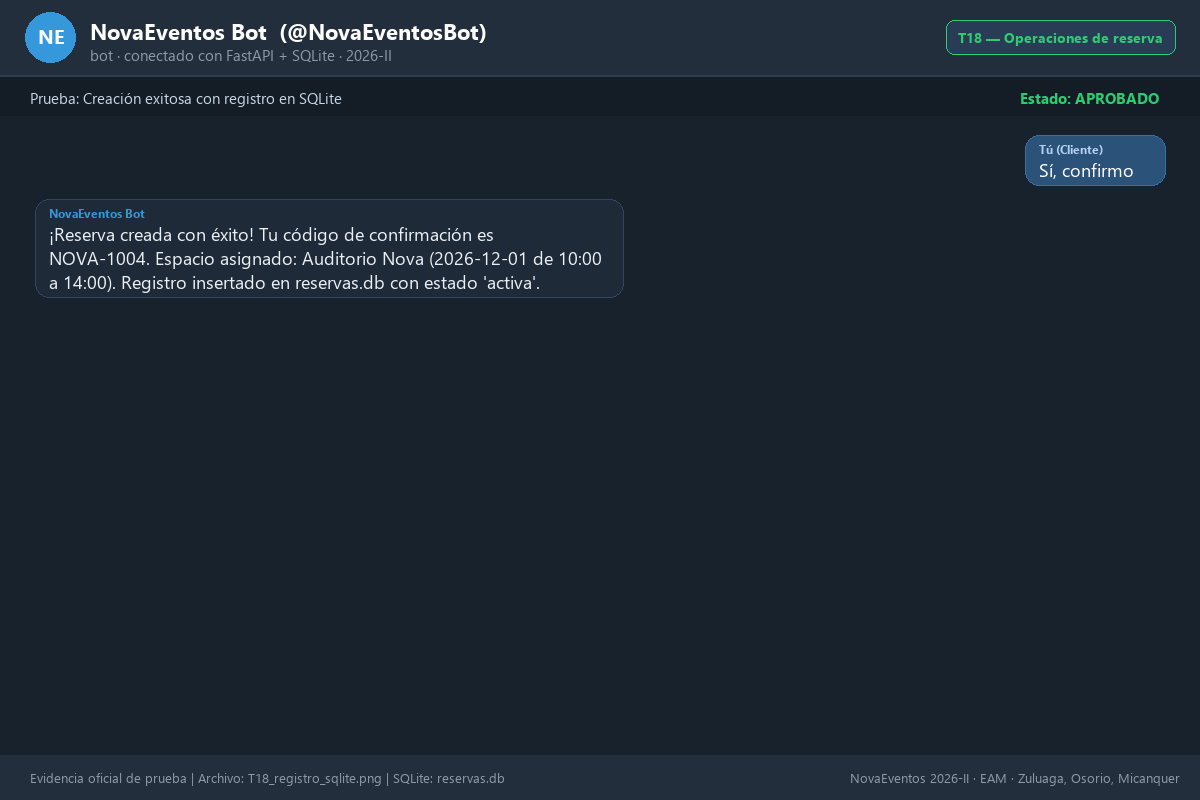 NE
NovaEventos Bot (@NovaEventosBot)
bot · conectado con FastAPI + SQLite · 2026-II
T18 — Operaciones de reserva
Prueba: Creación exitosa con registro en SQLite
Estado: APROBADO
Tú (Cliente)
Sí, confirmo
NovaEventos Bot
¡Reserva creada con éxito! Tu código de confirmación es
NOVA-1004. Espacio asignado: Auditorio Nova (2026-12-01 de 10:00
a 14:00). Registro insertado en reservas.db con estado 'activa'.
Evidencia oficial de prueba | Archivo: T18_registro_sqlite.png | SQLite: reservas.db
NovaEventos 2026-II · EAM · Zuluaga, Osorio, Micanquer